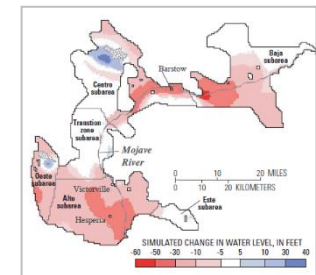 Baja
subarea
Barstow
Centro
subarea
Transition
zone
subarea
Mojave
River
0 10 20 MILES
0 10 20 KILOMETERS
Oeste
subarea
Victorville
Alto
subarea
Este
subarea
Hesperia
SIMULATED CHANGE IN WATER LEVEL, IN FEET
-60 -50 -30 -10 -5 5 10 30 40